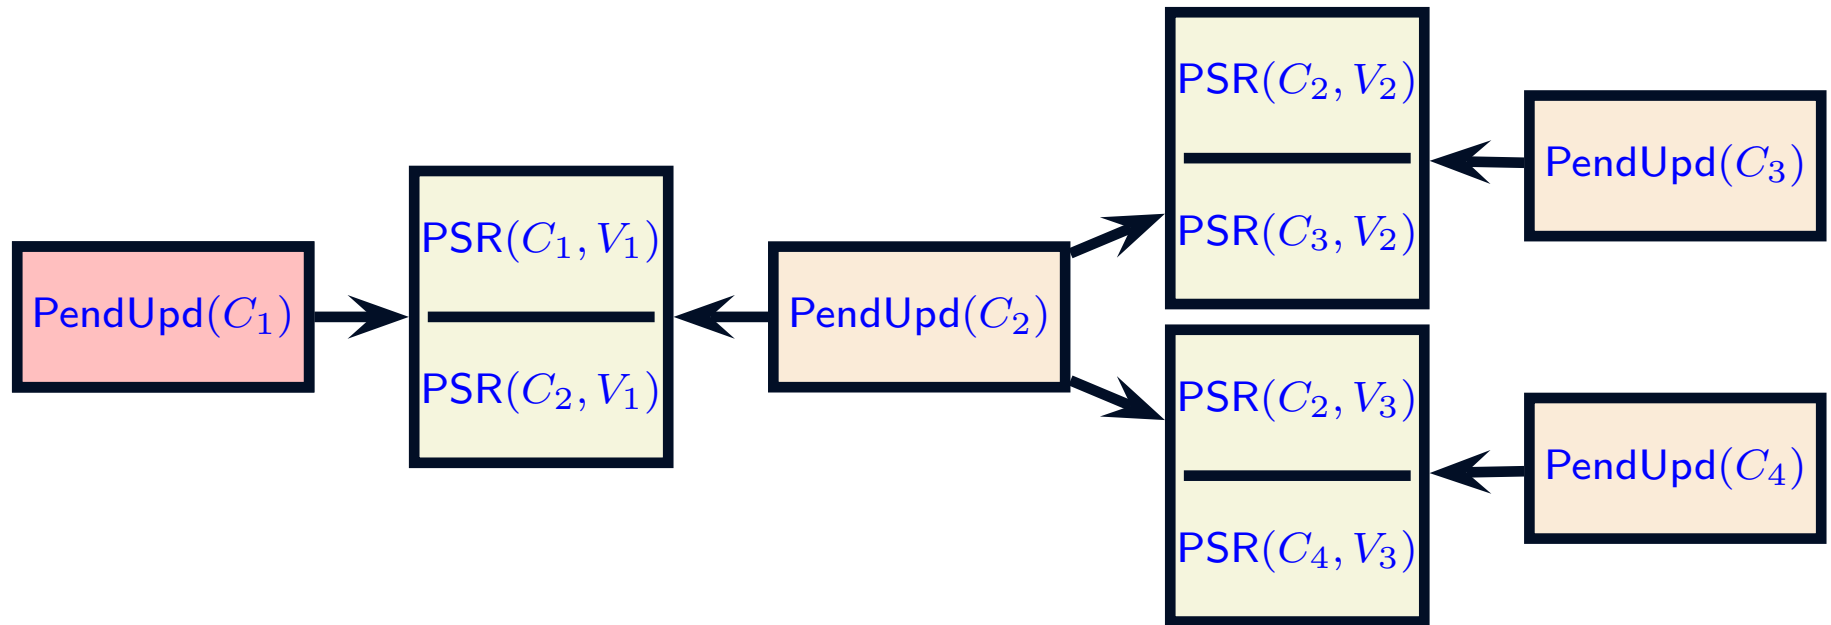 PendUpd(C₁)
PSR(C₁, V₁)
PSR(C₂, V₁)
PendUpd(C₂)
PSR(C₂, V₂)
PSR(C₃, V₂)
PSR(C₂, V₃)
PSR(C₄, V₃)
PendUpd(C₃)
PendUpd(C₄)